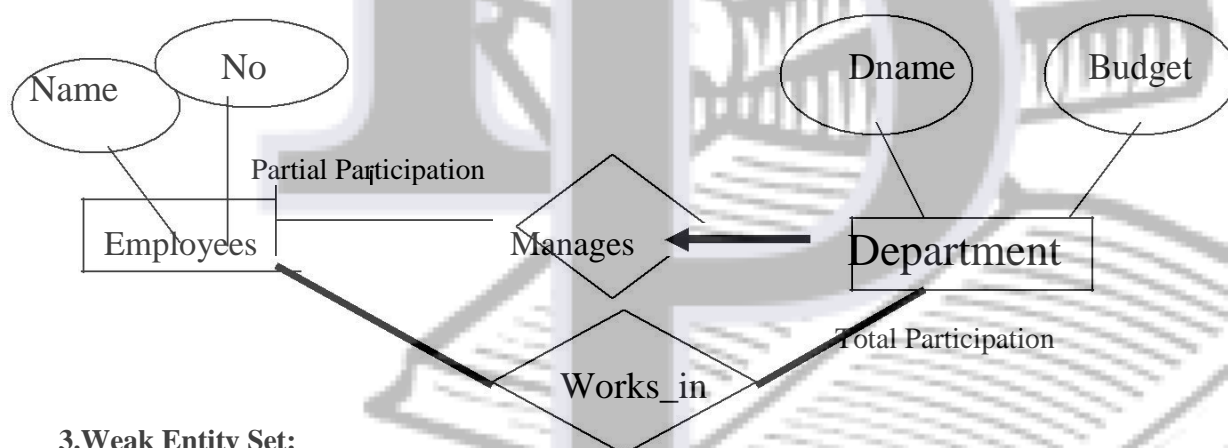 No
Dname
Budget
Name
Partial Participation
Employees
Manages
Department
Total Participation
Works_in
3.Weak Entity Set: